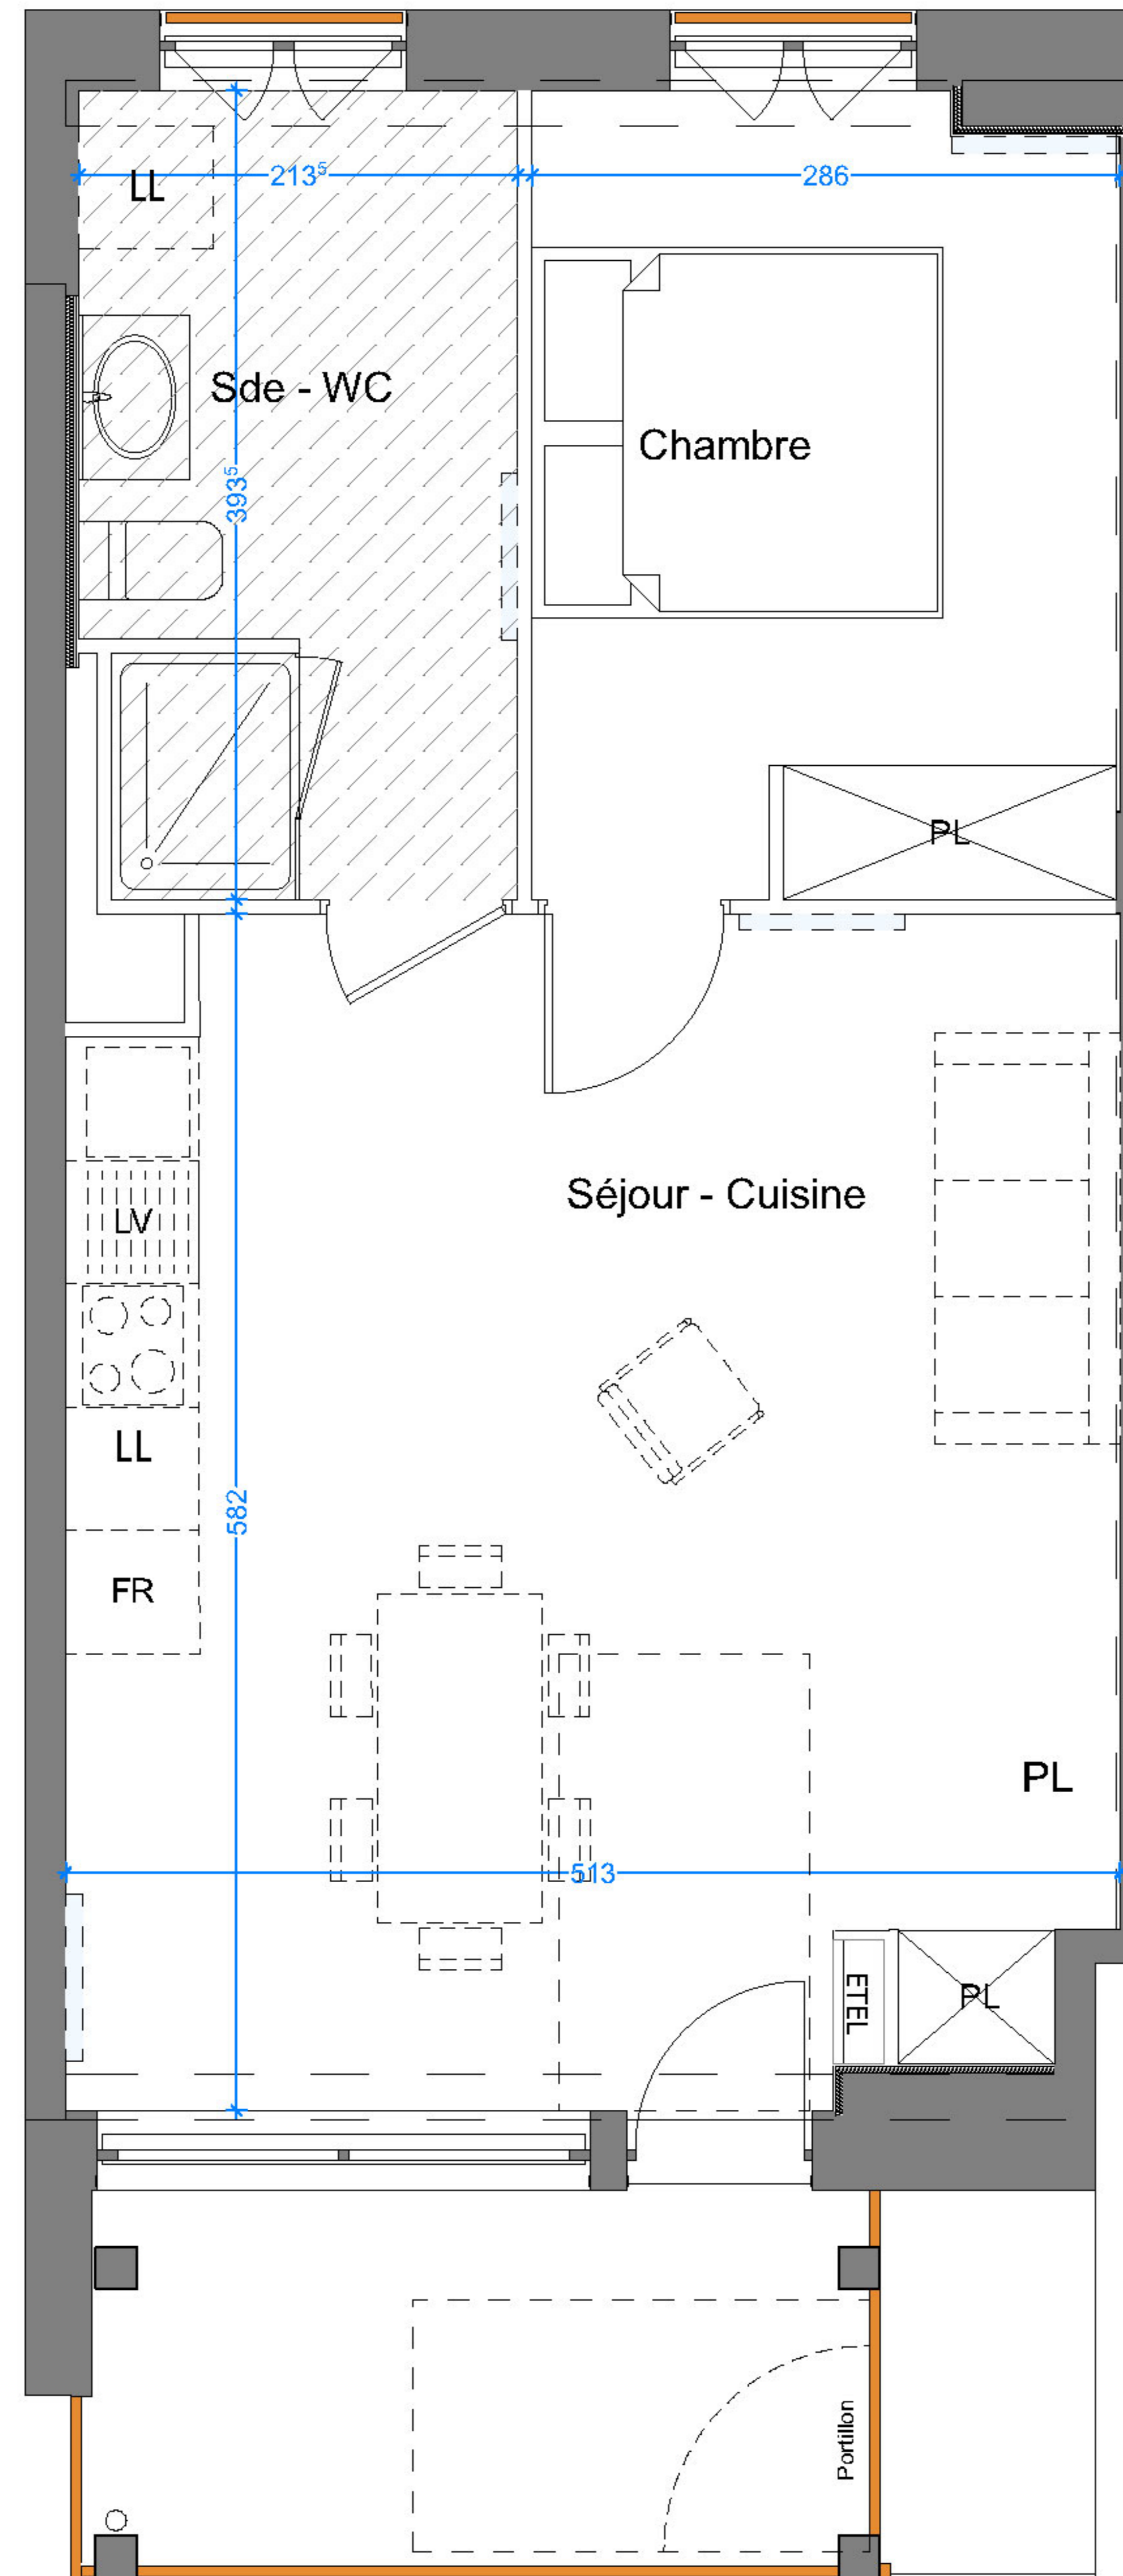 LL
213⁵
286
Sde - WC
Chambre
393⁵
PL
Séjour - Cuisine
LV
LL
582
FR
PL
513
ETEL
PL
Portillon